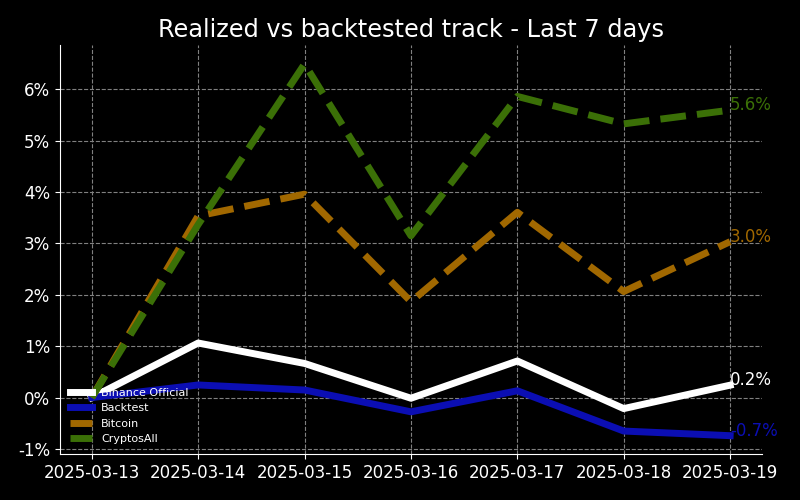 Realized vs backtested track - Last 7 days
6%
5%
4%
3%
2%
1%
0%
-1%
5.6%
3.0%
0.2%
-0.7%
Binance Official
Backtest
Bitcoin
CryptosAll
2025-03-13 2025-03-14 2025-03-15 2025-03-16 2025-03-17 2025-03-18 2025-03-19